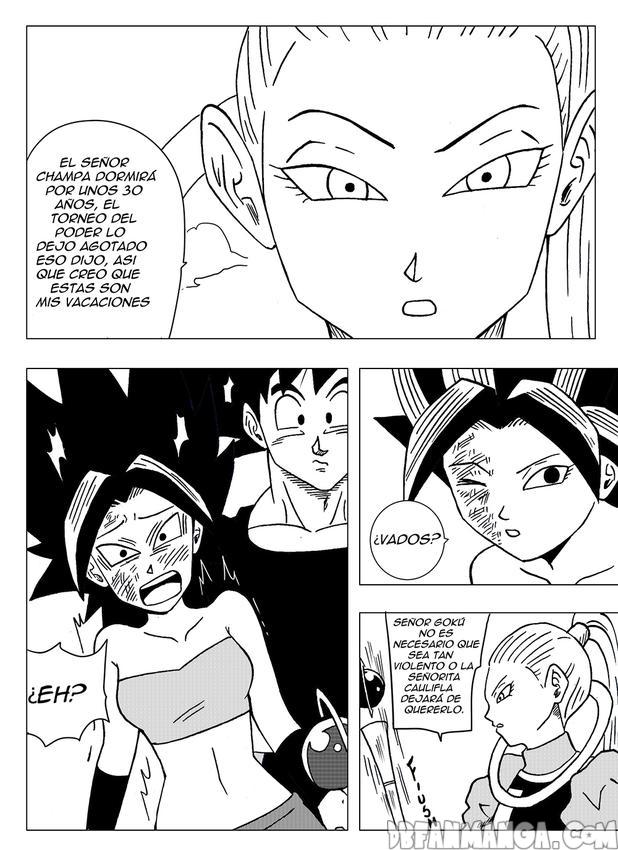 EL SEÑOR
CHAMPA DORMIRÁ
POR UNOS 30
AÑOS, EL
TORNEO DEL
PODER LO
DEJO AGOTADO
ESO DIJO, ASI
QUE CREO QUE
ESTAS SON
MIS VACACIONES
¿EH?
¿VADOS?
SEÑOR GOKÚ
NO ES
NECESARIO QUE
SEA TAN
VIOLENTO O LA
SEÑORITA
CAULIFLA
DEJARÁ DE
QUERERLO.
FIUSH
DBFANMANGA.COM